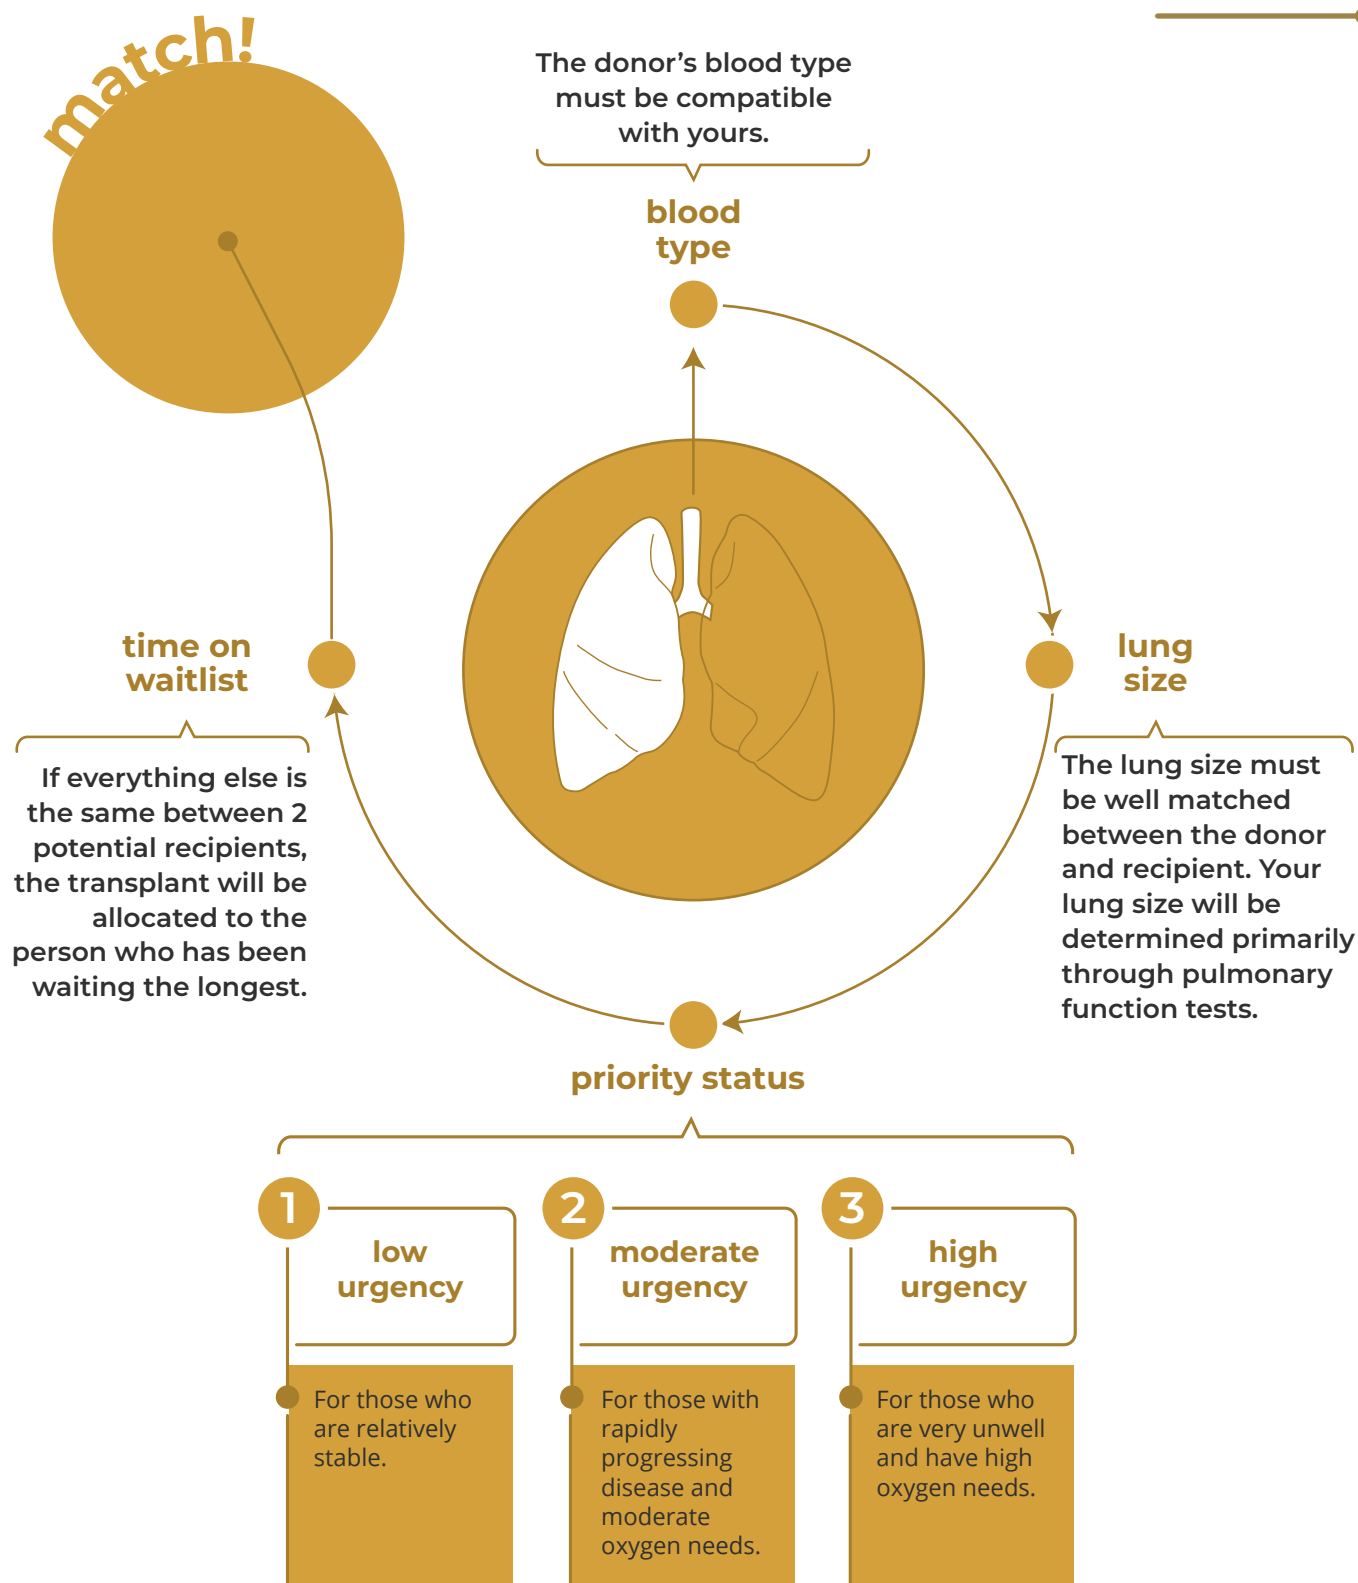 match!
The donor’s blood type
must be compatible
with yours.
blood
type
lung
size
The lung size must
be well matched
between the donor
and recipient. Your
lung size will be
determined primarily
through pulmonary
function tests.
time on
waitlist
If everything else is
the same between 2
potential recipients,
the transplant will be
allocated to the
person who has been
waiting the longest.
priority status
1
low
urgency
For those who
are relatively
stable.
2
moderate
urgency
For those with
rapidly
progressing
disease and
moderate
oxygen needs.
3
high
urgency
For those who
are very unwell
and have high
oxygen needs.